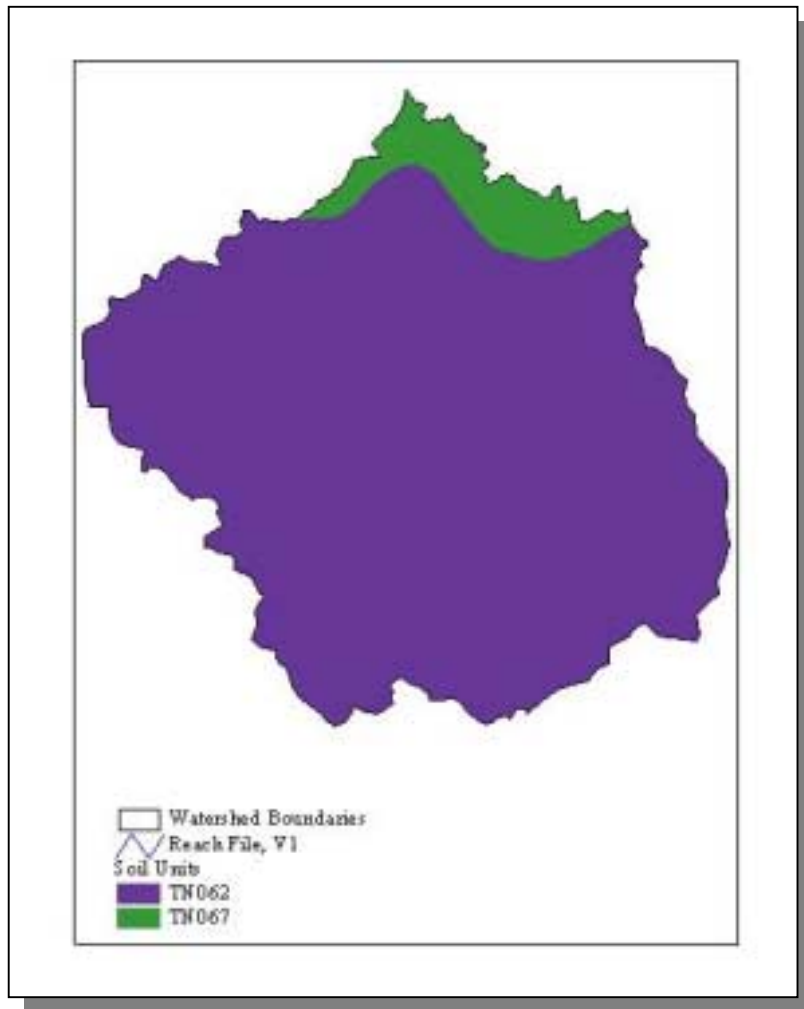 Watershed Boundaries
Reach File, V1
Soil Units
TN062
TN067